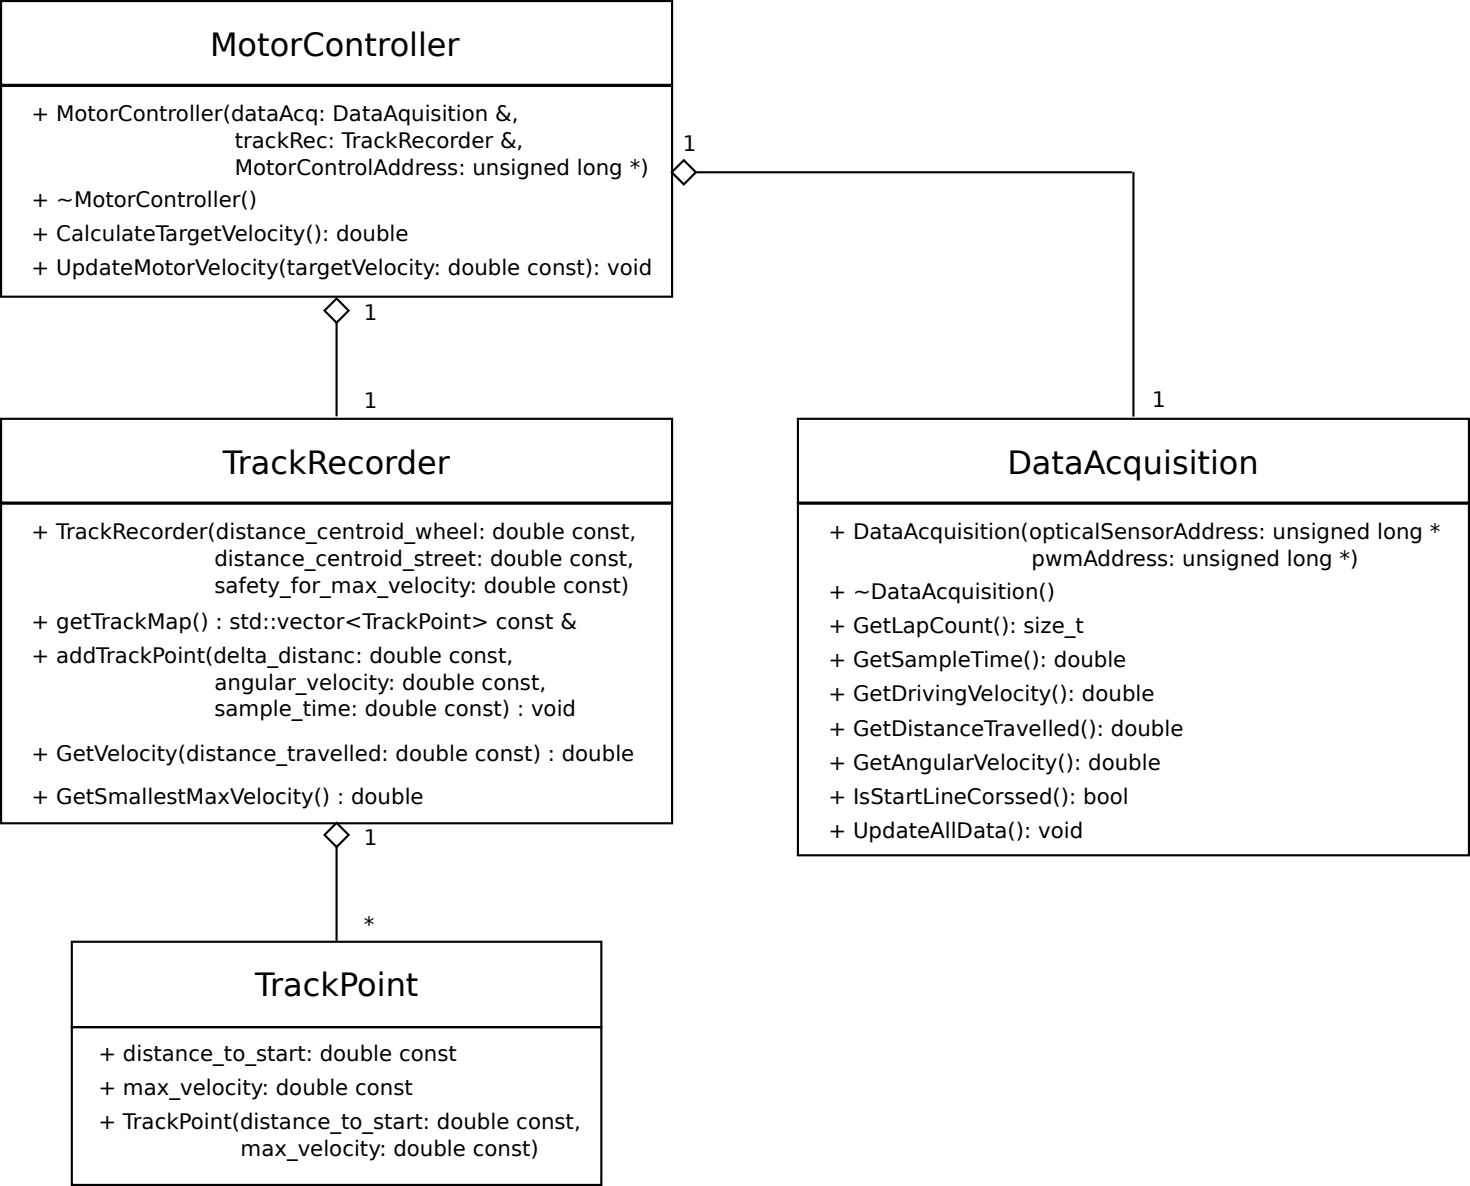 MotorController
+ MotorController(dataAcq: DataAquisition &,
trackRec: TrackRecorder &,
MotorControlAddress: unsigned long *)
+ ~MotorController()
+ CalculateTargetVelocity(): double
+ UpdateMotorVelocity(targetVelocity: double const): void
1
1
1
1
TrackRecorder
+ TrackRecorder(distance_centroid_wheel: double const,
distance_centroid_street: double const,
safety_for_max_velocity: double const)
+ getTrackMap() : std::vector<TrackPoint> const &
+ addTrackPoint(delta_distanc: double const,
angular_velocity: double const,
sample_time: double const) : void
+ GetVelocity(distance_travelled: double const) : double
+ GetSmallestMaxVelocity() : double
DataAcquisition
+ DataAcquisition(opticalSensorAddress: unsigned long *
pwmAddress: unsigned long *)
+ ~DataAcquisition()
+ GetLapCount(): size_t
+ GetSampleTime(): double
+ GetDrivingVelocity(): double
+ GetDistanceTravelled(): double
+ GetAngularVelocity(): double
+ IsStartLineCorssed(): bool
+ UpdateAllData(): void
1
*
TrackPoint
+ distance_to_start: double const
+ max_velocity: double const
+ TrackPoint(distance_to_start: double const,
max_velocity: double const)